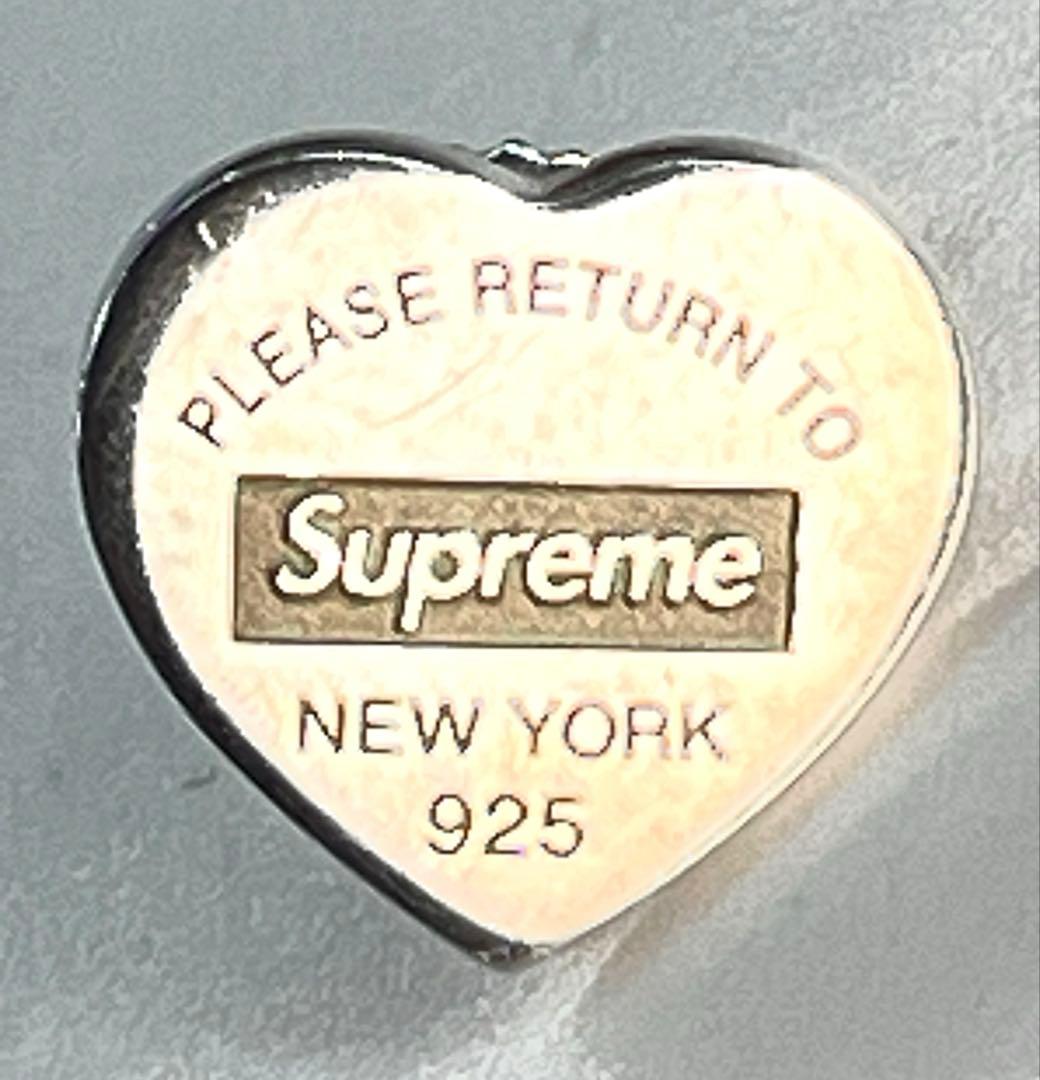 PLEASE RETURN TO
Supreme
NEW YORK
925